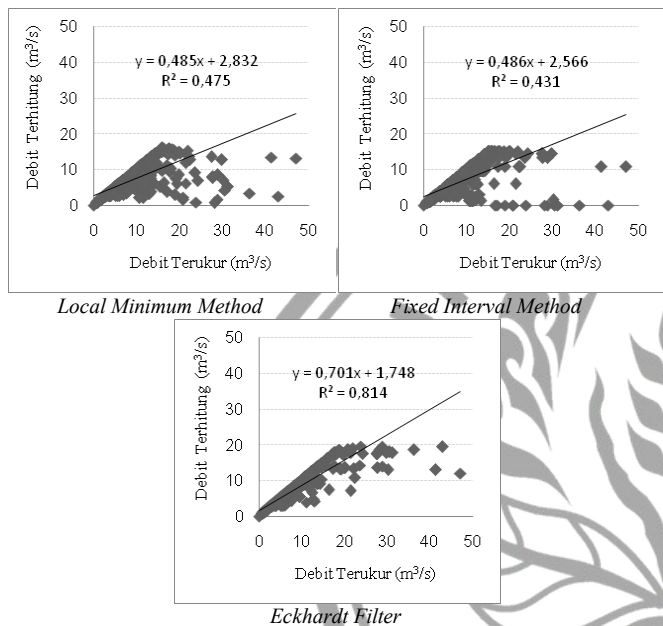 50
40
30
20
10
0
Debit Terhitung (m³/s)
y = 0,485x + 2,832
R² = 0,475
0 10 20 30 40 50
Debit Terukur (m³/s)
Local Minimum Method
50
40
30
20
10
0
Debit Terhitung (m³/s)
y = 0,486x + 2,566
R² = 0,431
0 10 20 30 40 50
Debit Terukur (m³/s)
Fixed Interval Method
50
40
30
20
10
0
Debit Terhitung (m³/s)
y = 0,701x + 1,748
R² = 0,814
0 10 20 30 40 50
Debit Terukur (m³/s)
Eckhardt Filter